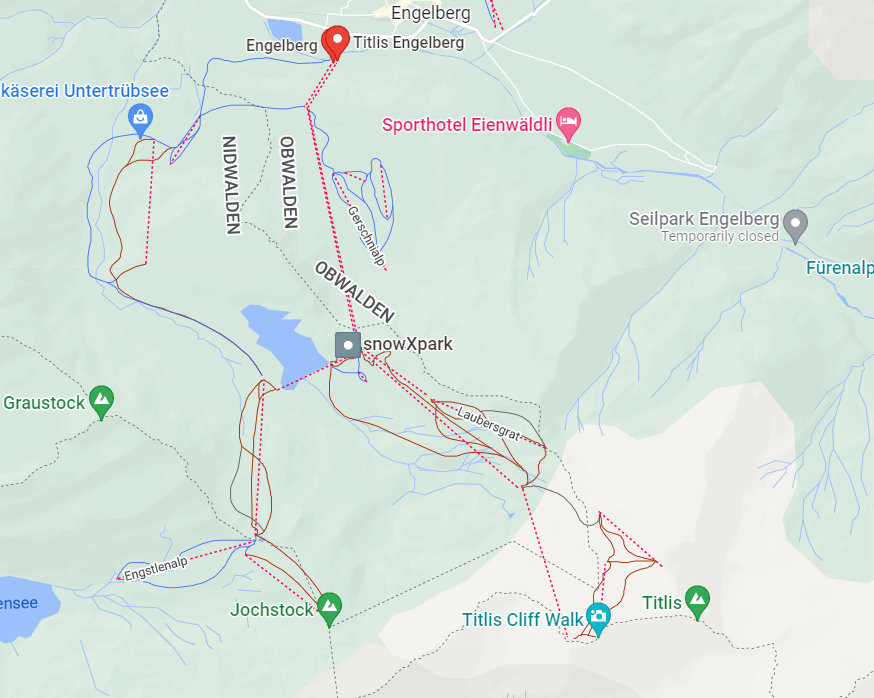 Engelberg
Engelberg
Titlis Engelberg
käserei Untertrübsee
Sporthotel Eienwäldli
NIDWALDEN
OBWALDEN
Gerschnialp
Seilpark Engelberg
Temporarily closed
Fürenalp
OBWALDEN
snowXpark
Graustock
Laubersgrat
Engstlenalp
ensee
Jochstock
Titlis Cliff Walk
Titlis